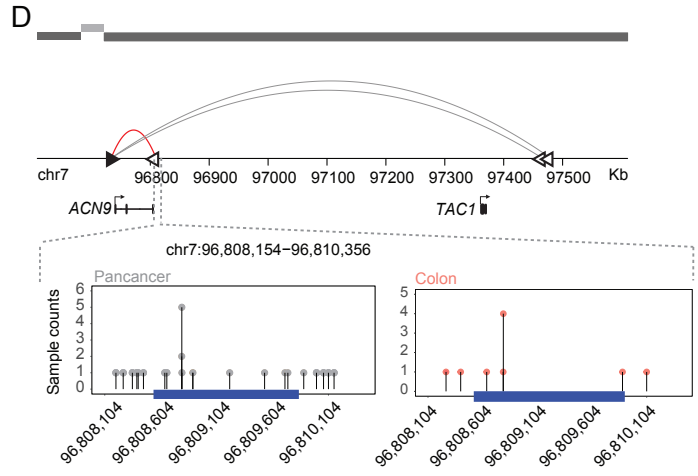 D
chr7 96800 96900 97000 97100 97200 97300 97400 97500 Kb
ACN9 TAC1
chr7:96,808,154−96,810,356
Pancancer
Sample counts
6
5
4
3
2
1
0
96,808,104 96,808,604 96,809,104 96,809,604 96,810,104
Colon
5
4
3
2
1
0
96,808,104 96,808,604 96,809,104 96,809,604 96,810,104